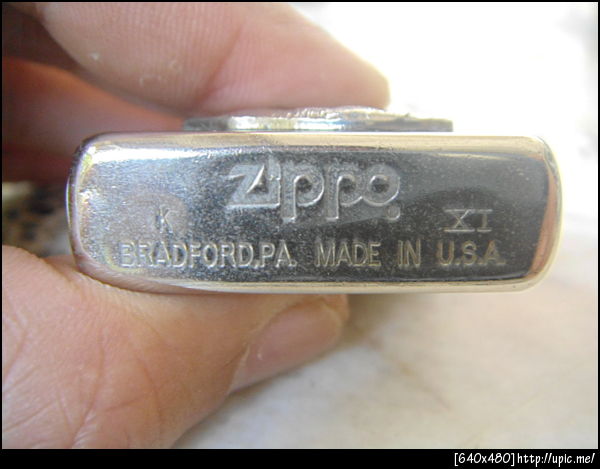 Zippo
K XI
BRADFORD,PA. MADE IN U.S.A.
[640x480]http://upic.me/